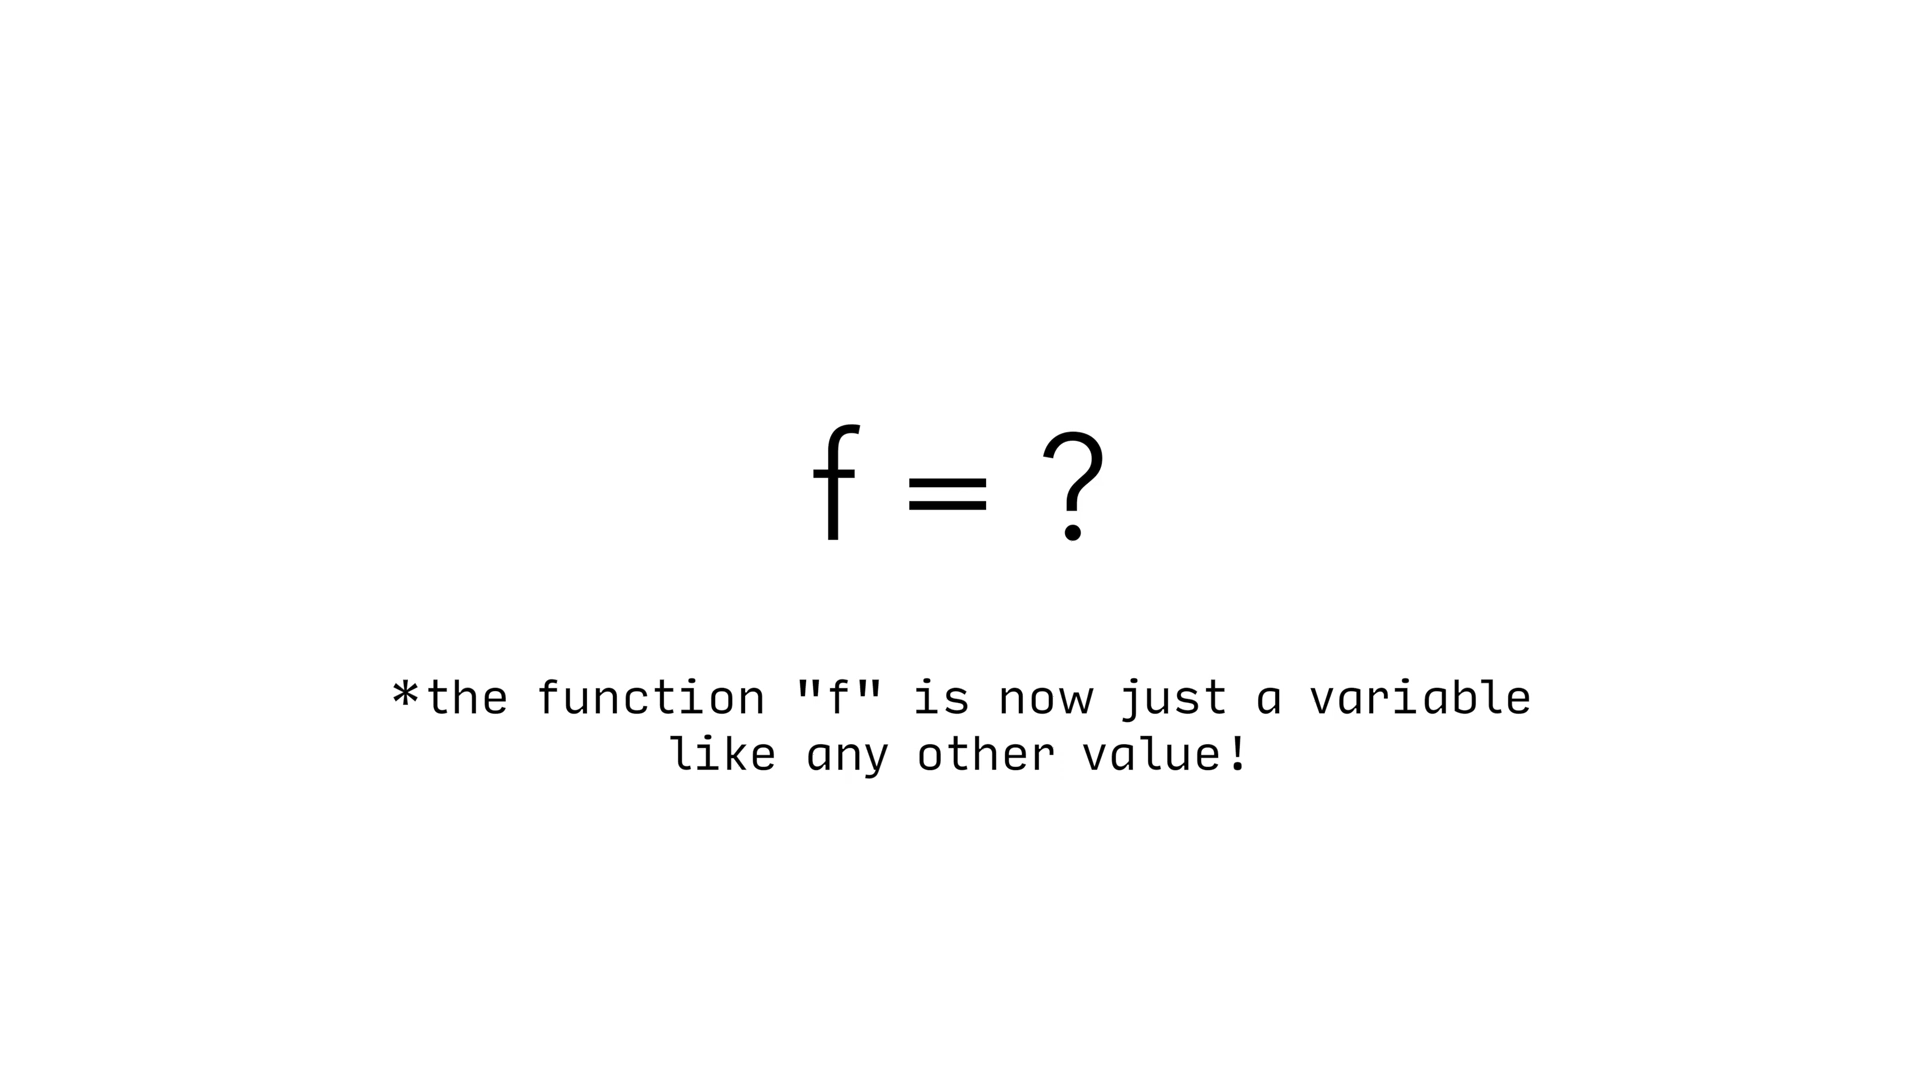 f = ?
*the function "f" is now just a variable
like any other value!